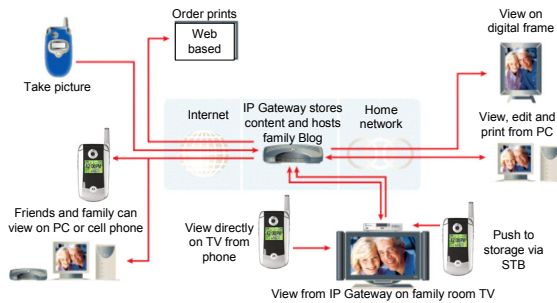 Order prints
Web
based
View on
digital frame
Take picture
Internet
IP Gateway stores
content and hosts
family Blog
Home
network
View, edit and
print from PC
Friends and family can
view on PC or cell phone
View directly
on TV from
phone
Push to
storage via
STB
View from IP Gateway on family room TV